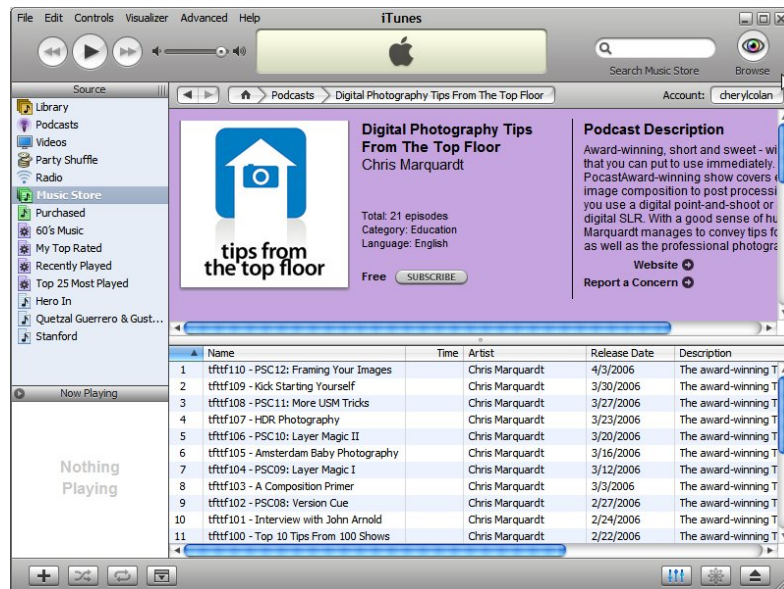 File Edit Controls Visualizer Advanced Help
iTunes
Search Music Store
Browse
Source
Library
Podcasts
Videos
Party Shuffle
Radio
Music Store
Purchased
60's Music
My Top Rated
Recently Played
Top 25 Most Played
Hero In
Quetzal Guerrero & Gust...
Stanford
Now Playing
Nothing
Playing
Podcasts
Digital Photography Tips From The Top Floor
Account: cherylcolan
tips from
the top floor
Digital Photography Tips
From The Top Floor
Chris Marquardt
Total: 21 episodes
Category: Education
Language: English
Free SUBSCRIBE
Podcast Description
Award-winning, short and sweet - wi
that you can put to use immediately.
PocastAward-winning show covers
image composition to post processi
you use a digital point-and-shoot or
digital SLR. With a good sense of hu
Marquardt manages to convey tips fo
as well as the professional photogra
Website
Report a Concern
Name Time Artist Release Date Description
1 tfttf110 - PSC12: Framing Your Images Chris Marquardt 4/3/2006 The award-winning T
2 tfttf109 - Kick Starting Yourself Chris Marquardt 3/30/2006 The award-winning T
3 tfttf108 - PSC11: More USM Tricks Chris Marquardt 3/27/2006 The award-winning T
4 tfttf107 - HDR Photography Chris Marquardt 3/23/2006 The award-winning T
5 tfttf106 - PSC10: Layer Magic II Chris Marquardt 3/20/2006 The award-winning T
6 tfttf105 - Amsterdam Baby Photography Chris Marquardt 3/16/2006 The award-winning T
7 tfttf104 - PSC09: Layer Magic I Chris Marquardt 3/12/2006 The award-winning T
8 tfttf103 - A Composition Primer Chris Marquardt 3/3/2006 The award-winning T
9 tfttf102 - PSC08: Version Cue Chris Marquardt 2/27/2006 The award-winning T
10 tfttf101 - Interview with John Arnold Chris Marquardt 2/24/2006 The award-winning T
11 tfttf100 - Top 10 Tips From 100 Shows Chris Marquardt 2/22/2006 The award-winning T